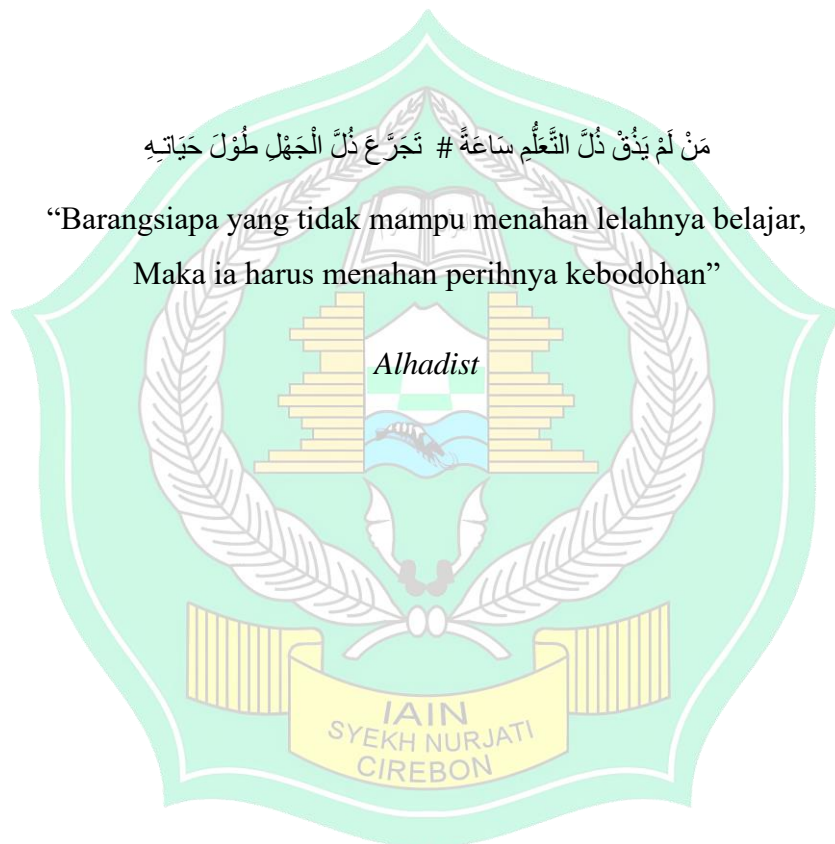 مَنْ لَمْ يَذُقْ ذُلَّ التَّعَلُّمِ سَاعَةً # تَجَرَّعَ ذُلَّ الْجَهْلِ طُوْلَ حَيَاتِهِ
“Barangsiapa yang tidak mampu menahan lelahnya belajar,
Maka ia harus menahan perihnya kebodohan”
Alhadist
IAIN
SYEKH NURJATI
CIREBON